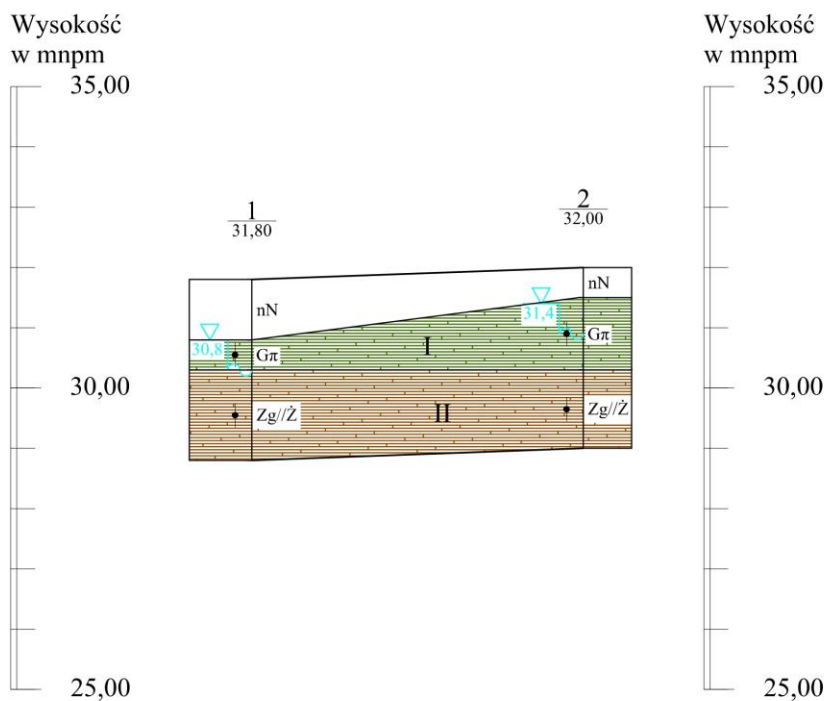 Wysokość
w mnpm
35,00
30,00
25,00
1
31,80
2
32,00
nN
nN
31,4
30,8
Gπ
Gπ
I
Zg//Ż
II
Zg//Ż
Wysokość
w mnpm
35,00
30,00
25,00